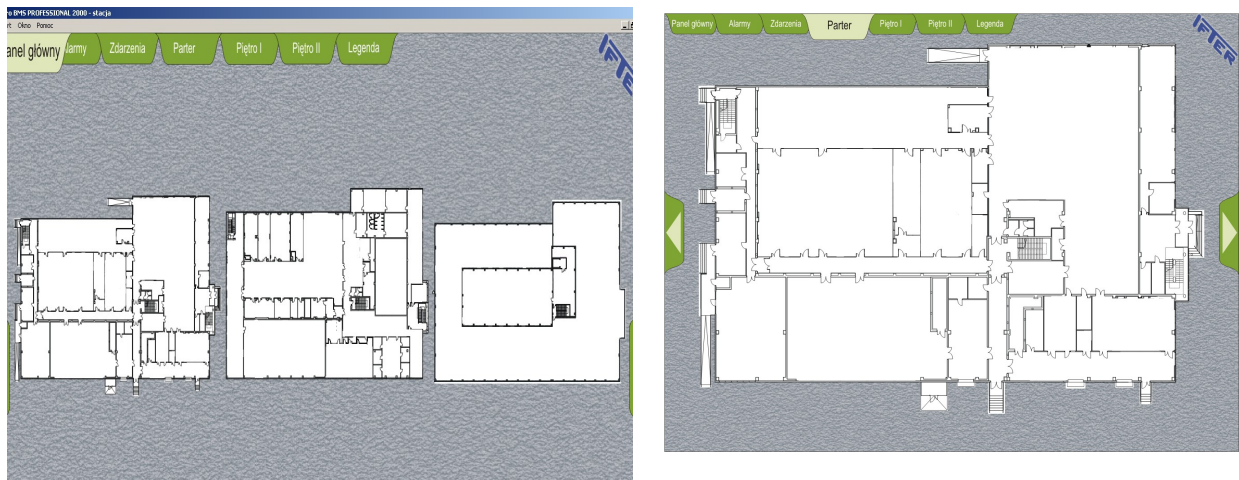 ro BMS PROFESSIONAL 2008 - stacja
rt Okno Pomoc
anel główny larmy Zdarzenia Parter Piętro I Piętro II Legenda
IFTER
Panel główny Alarmy Zdarzenia Parter Piętro I Piętro II Legenda
IFTER